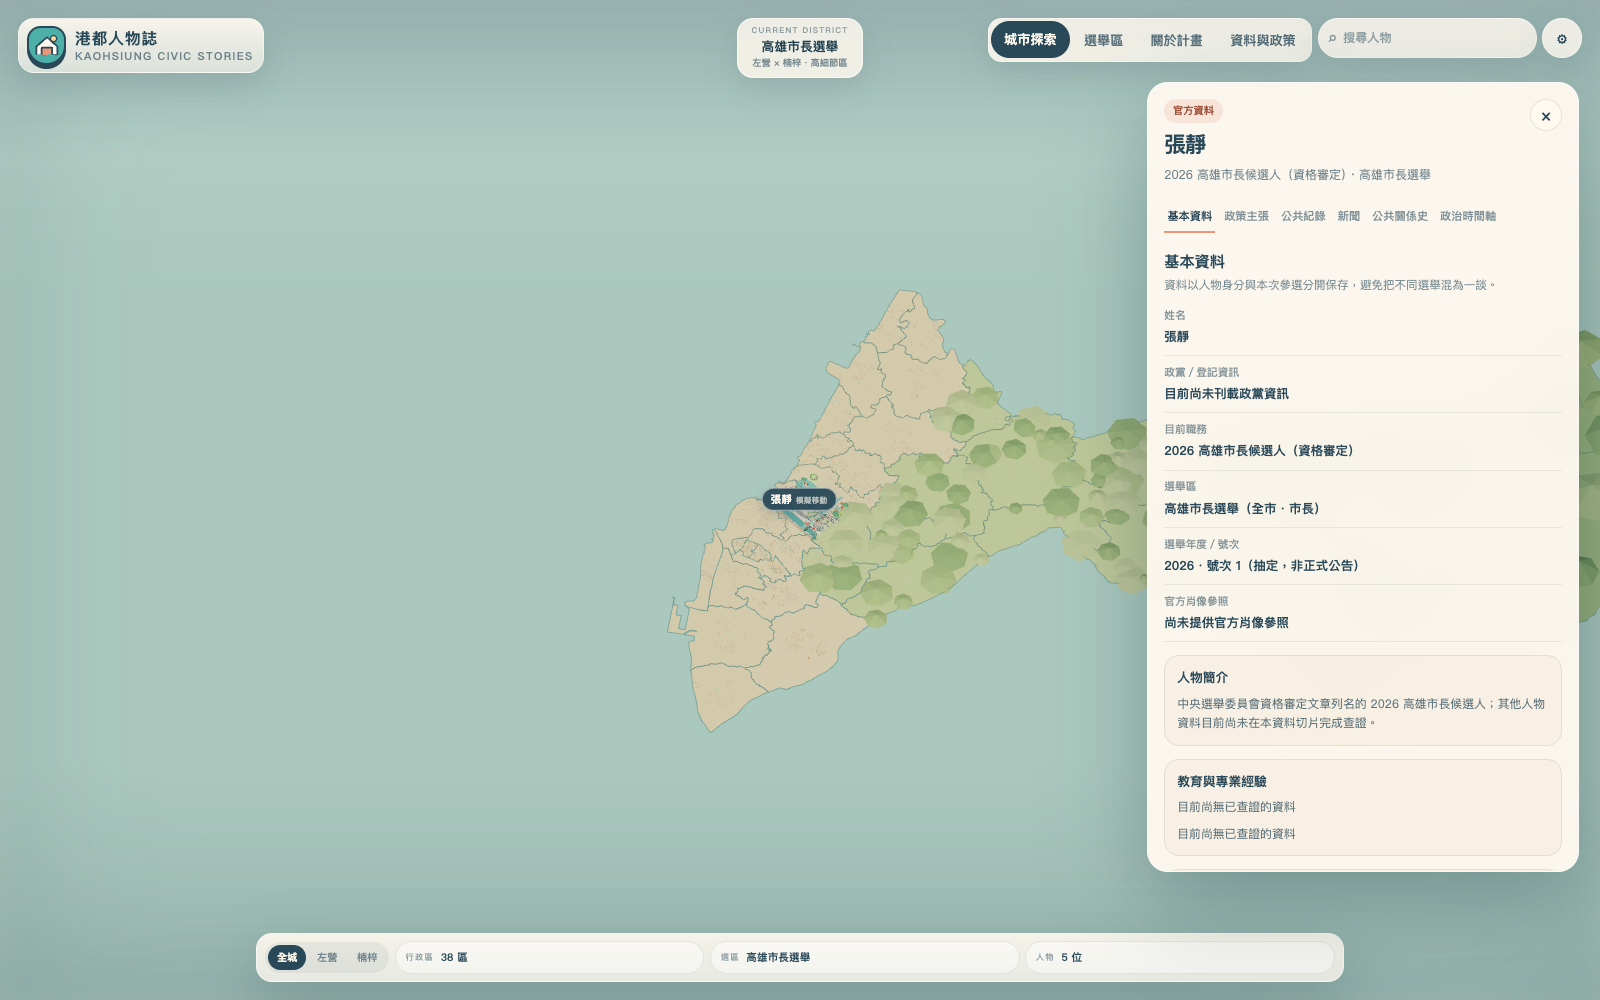 港都人物誌
KAOHSIUNG CIVIC STORIES
CURRENT DISTRICT
高雄市長選舉
左營 × 楠梓 · 高細節區
城市探索
選舉區
關於計畫
資料與政策
搜尋人物
官方資料
×
張靜
2026 高雄市長候選人（資格審定）· 高雄市長選舉
基本資料 政策主張 公共紀錄 新聞 公共關係史 政治時間軸
基本資料
資料以人物身分與本次參選分開保存，避免把不同選舉混為一談。
姓名
張靜
政黨 / 登記資訊
目前尚未刊載政黨資訊
目前職務
2026 高雄市長候選人（資格審定）
選舉區
高雄市長選舉（全市 · 市長）
選舉年度 / 號次
2026 · 號次 1（抽定，非正式公告）
官方肖像參照
尚未提供官方肖像參照
人物簡介
中央選舉委員會資格審定文章列名的 2026 高雄市長候選人；其他人物
資料目前尚未在本資料切片完成查證。
教育與專業經驗
目前尚無已查證的資料
目前尚無已查證的資料
張靜 模擬移動
全城 左營 楠梓
行政區 38 區
選區 高雄市長選舉
人物 5 位